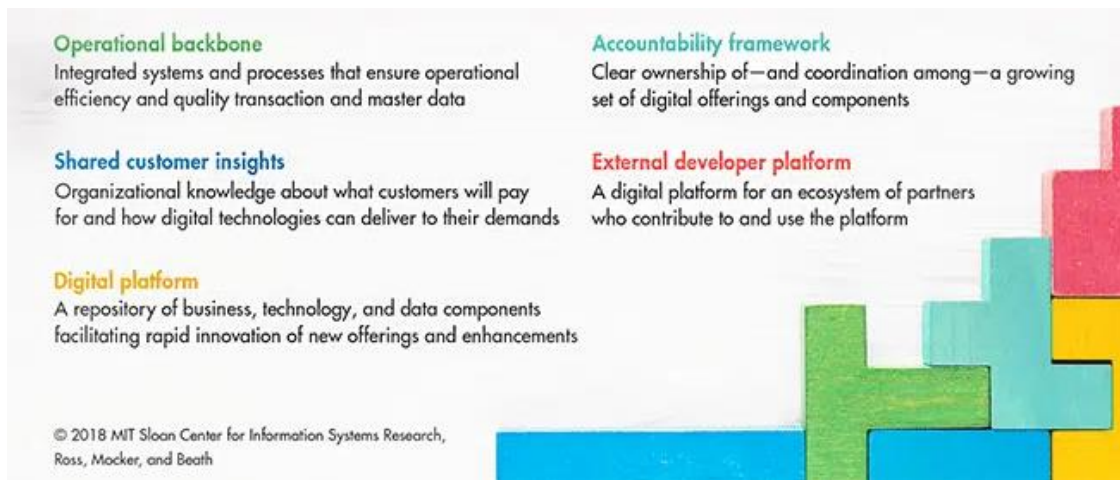 Operational backbone
Integrated systems and processes that ensure operational
efficiency and quality transaction and master data
Shared customer insights
Organizational knowledge about what customers will pay
for and how digital technologies can deliver to their demands
Digital platform
A repository of business, technology, and data components
facilitating rapid innovation of new offerings and enhancements
Accountability framework
Clear ownership of—and coordination among—a growing
set of digital offerings and components
External developer platform
A digital platform for an ecosystem of partners
who contribute to and use the platform
© 2018 MIT Sloan Center for Information Systems Research,
Ross, Mocker, and Beath